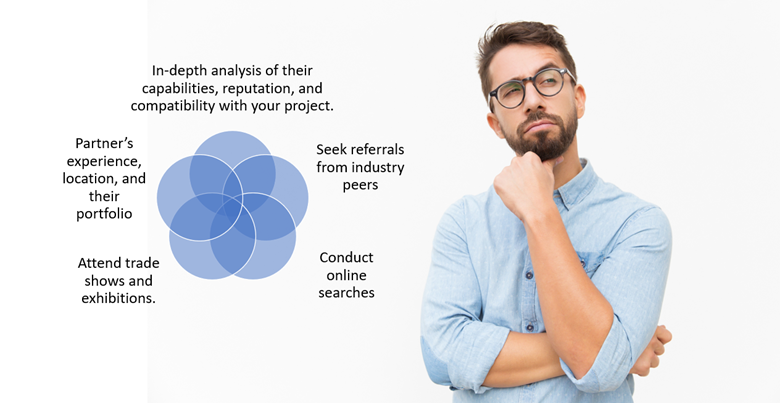 In-depth analysis of their
capabilities, reputation, and
compatibility with your project.
Seek referrals
from industry
peers
Conduct
online
searches
Attend trade
shows and
exhibitions.
Partner's
experience,
location, and
their
portfolio